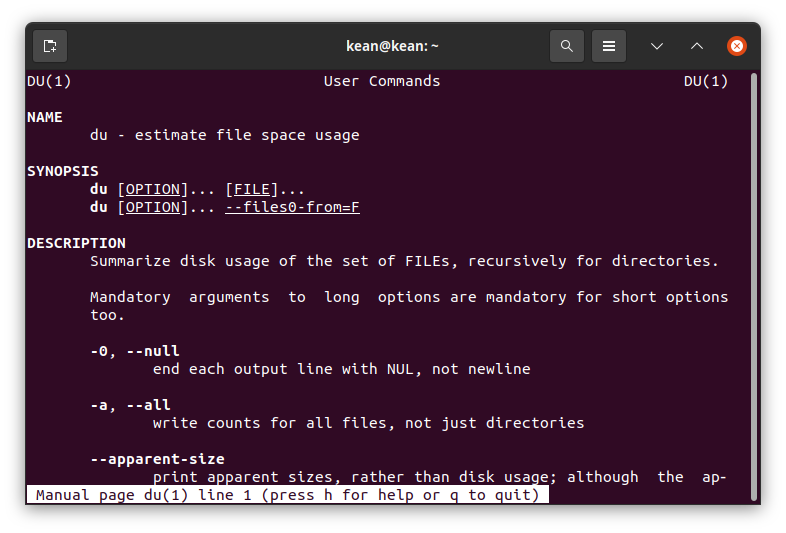 kean@kean: ~
DU(1) User Commands DU(1)
NAME
du - estimate file space usage
SYNOPSIS
du [OPTION]... [FILE]...
du [OPTION]... --files0-from=F
DESCRIPTION
Summarize disk usage of the set of FILEs, recursively for directories.
Mandatory arguments to long options are mandatory for short options
too.
-0, --null
end each output line with NUL, not newline
-a, --all
write counts for all files, not just directories
--apparent-size
print apparent sizes, rather than disk usage; although the ap-
Manual page du(1) line 1 (press h for help or q to quit)